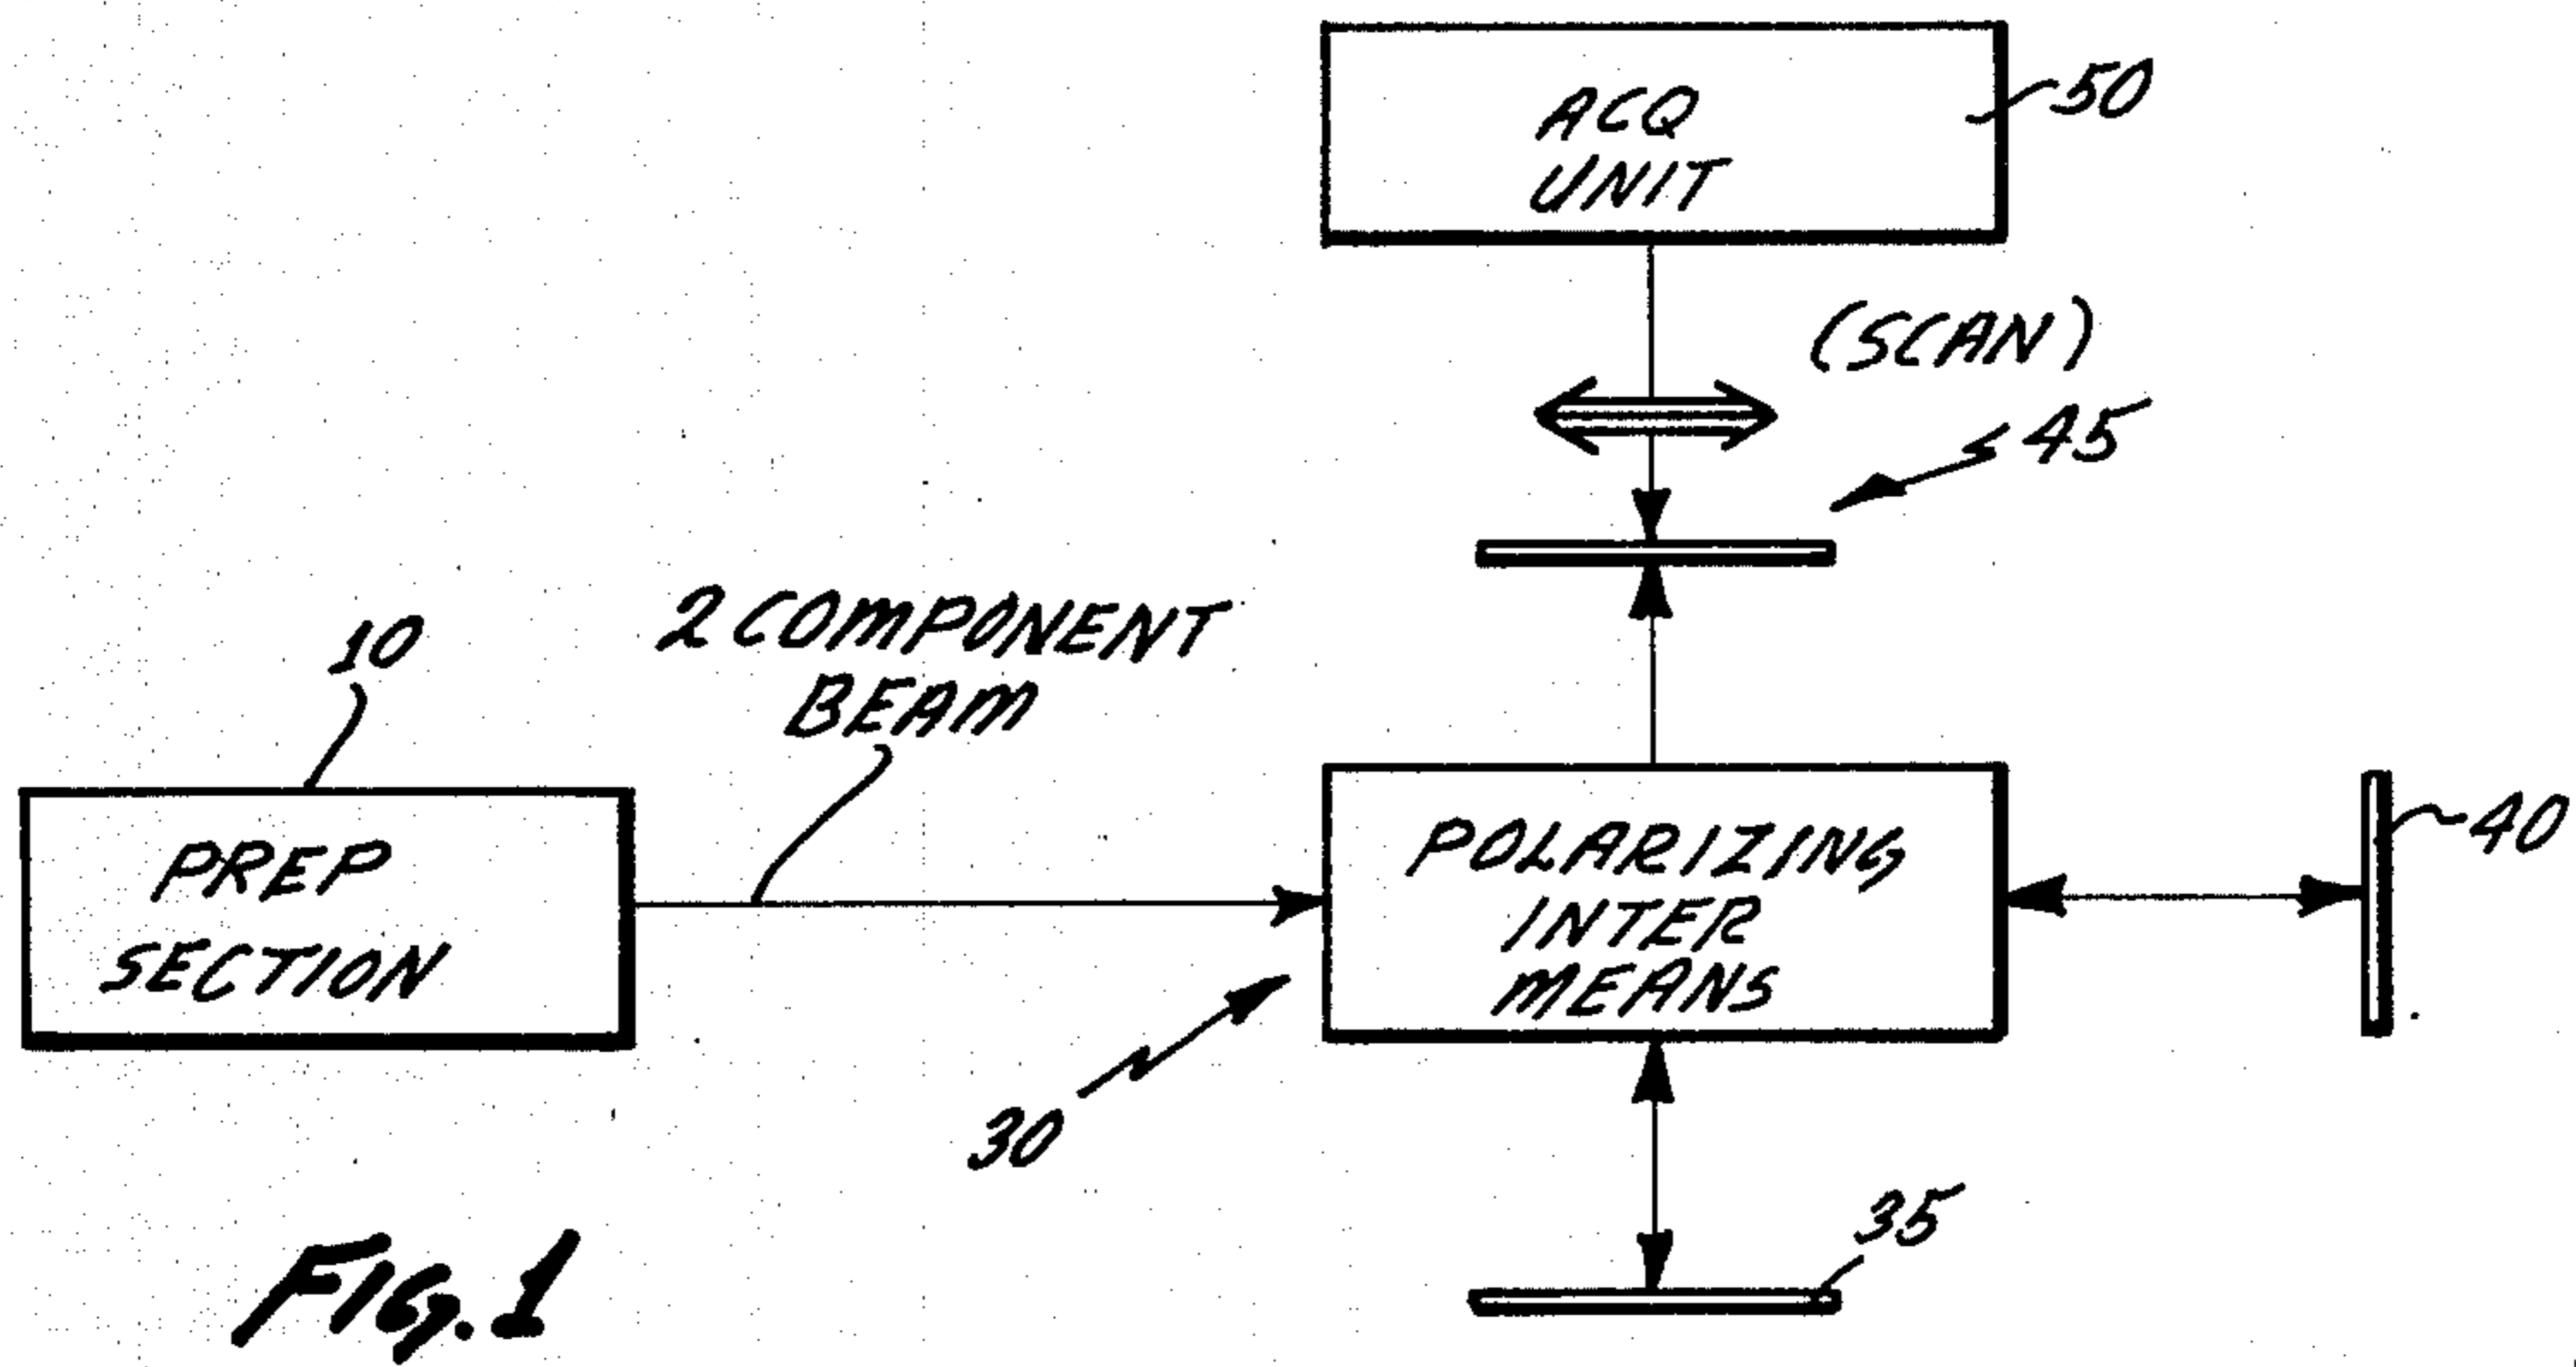 ACQ
UNIT
50
(SCAN)
45
2 COMPONENT
BEAM
10
PREP
SECTION
POLARIZING
INTER
MEANS
40
30
35
FIG. 1